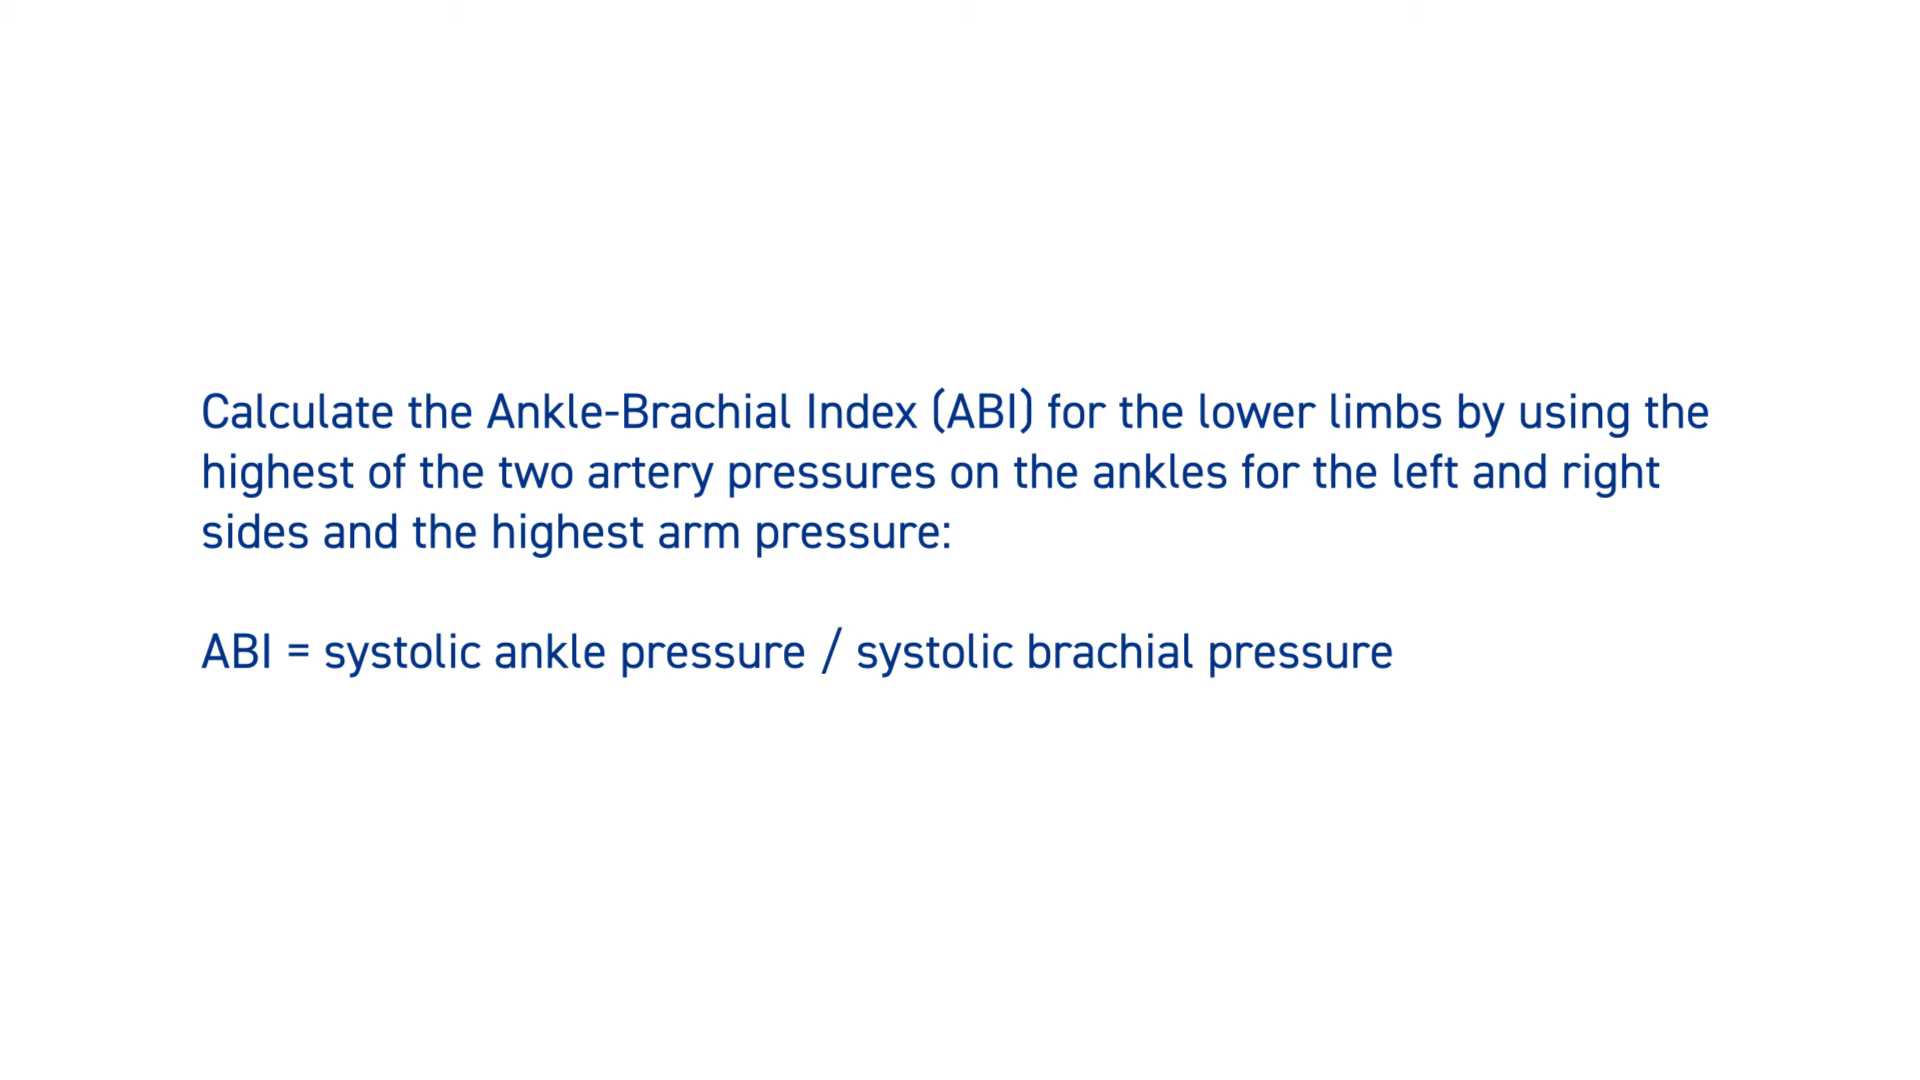 Calculate the Ankle-Brachial Index (ABI) for the lower limbs by using the
highest of the two artery pressures on the ankles for the left and right
sides and the highest arm pressure:
ABI = systolic ankle pressure / systolic brachial pressure